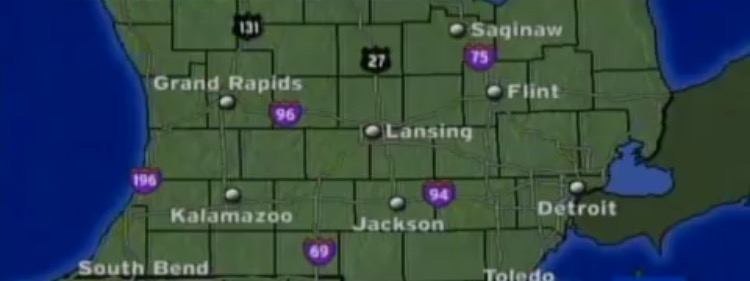 131
Saginaw
27
75
Grand Rapids
Flint
96
Lansing
196
94
Kalamazoo
Jackson
Detroit
69
South Bend
Toledo